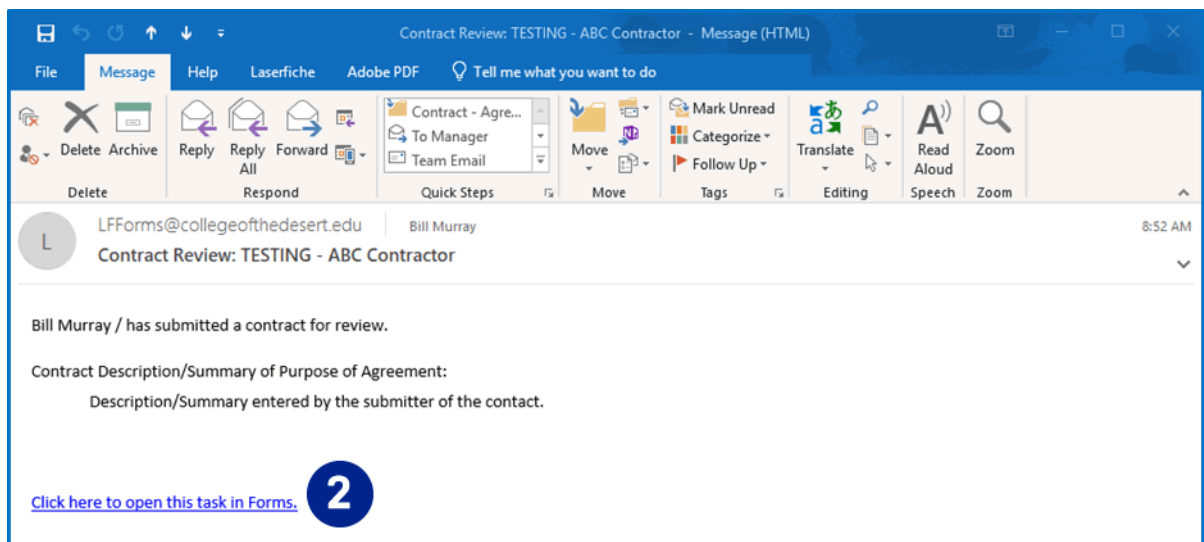 Contract Review: TESTING - ABC Contractor - Message (HTML)
File Message Help Laserfiche Adobe PDF Tell me what you want to do
Delete Archive Reply Reply All Forward
Contract - Agre...
To Manager
Team Email
Move
Mark Unread
Categorize
Follow Up
Translate
Read Aloud
Zoom
Delete Respond Quick Steps Move Tags Editing Speech Zoom
L
LFForms@collegeofthedesert.edu Bill Murray 8:52 AM
Contract Review: TESTING - ABC Contractor
Bill Murray / has submitted a contract for review.
Contract Description/Summary of Purpose of Agreement:
Description/Summary entered by the submitter of the contact.
Click here to open this task in Forms. 2